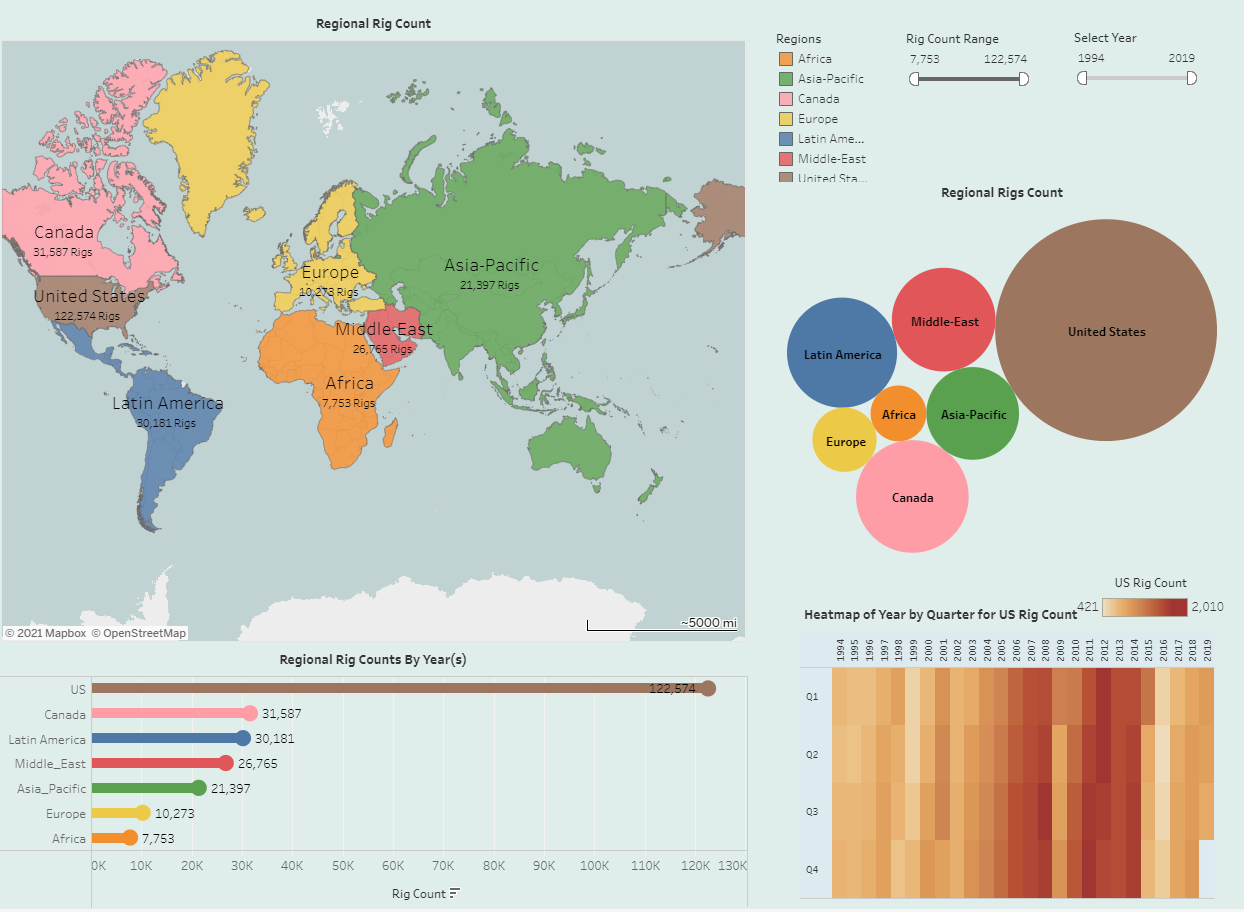 Regional Rig Count
Canada
31,587 Rigs
United States
122,574 Rigs
Europe
10,273 Rigs
Asia-Pacific
21,397 Rigs
Middle-East
26,765 Rigs
Africa
7,753 Rigs
Latin America
30,181 Rigs
© 2021 Mapbox © OpenStreetMap
~5000 mi
Regions
Africa
Asia-Pacific
Canada
Europe
Latin Ame...
Middle-East
United Sta...
Rig Count Range
7,753 122,574
Select Year
1994 2019
Regional Rigs Count
United States
Middle-East
Latin America
Africa
Asia-Pacific
Europe
Canada
Regional Rig Counts By Year(s)
US 122,574
Canada 31,587
Latin America 30,181
Middle_East 26,765
Asia_Pacific 21,397
Europe 10,273
Africa 7,753
0K 10K 20K 30K 40K 50K 60K 70K 80K 90K 100K 110K 120K 130K
Rig Count
US Rig Count
421 2,010
Heatmap of Year by Quarter for US Rig Count
1994 1995 1996 1997 1998 1999 2000 2001 2002 2003 2004 2005 2006 2007 2008 2009 2010 2011 2012 2013 2014 2015 2016 2017 2018 2019
Q1
Q2
Q3
Q4